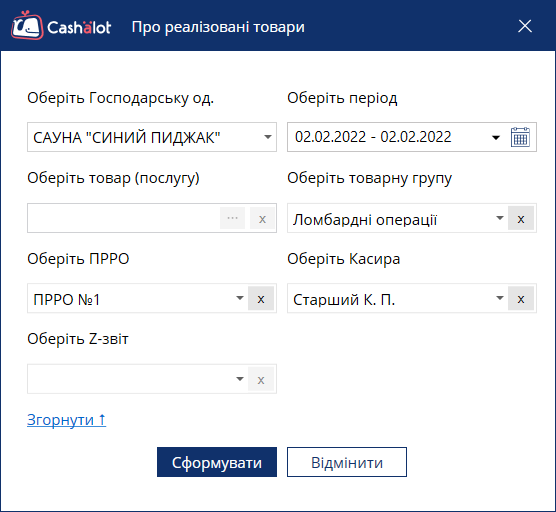 Cashalot Про реалізовані товари
Оберіть Господарську од. Оберіть період
САУНА "СИНИЙ ПИДЖАК" 02.02.2022 - 02.02.2022
Оберіть товар (послугу) Оберіть товарну групу
... x Ломбардні операції x
Оберіть ПРРО Оберіть Касира
ПРРО №1 x Старший К. П. x
Оберіть Z-звіт
x
Згорнути ↑
Сформувати Відмінити